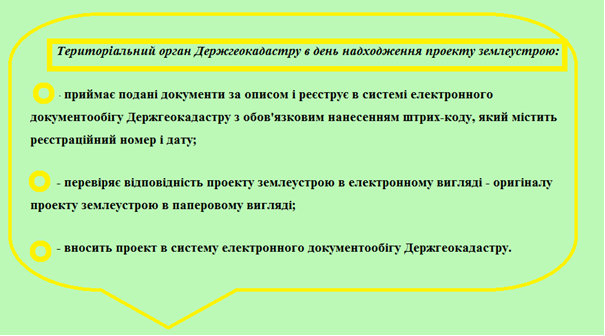 Територіальний орган Держгеокадастру в день надходження проекту землеустрою:
- приймає подані документи за описом і реєструє в системі електронного
документообігу Держгеокадастру з обов'язковим нанесенням штрих-коду, який містить
реєстраційний номер і дату;
- перевіряє відповідність проекту землеустрою в електронному вигляді - оригіналу
проекту землеустрою в паперовому вигляді;
- вносить проект в систему електронного документообігу Держгеокадастру.